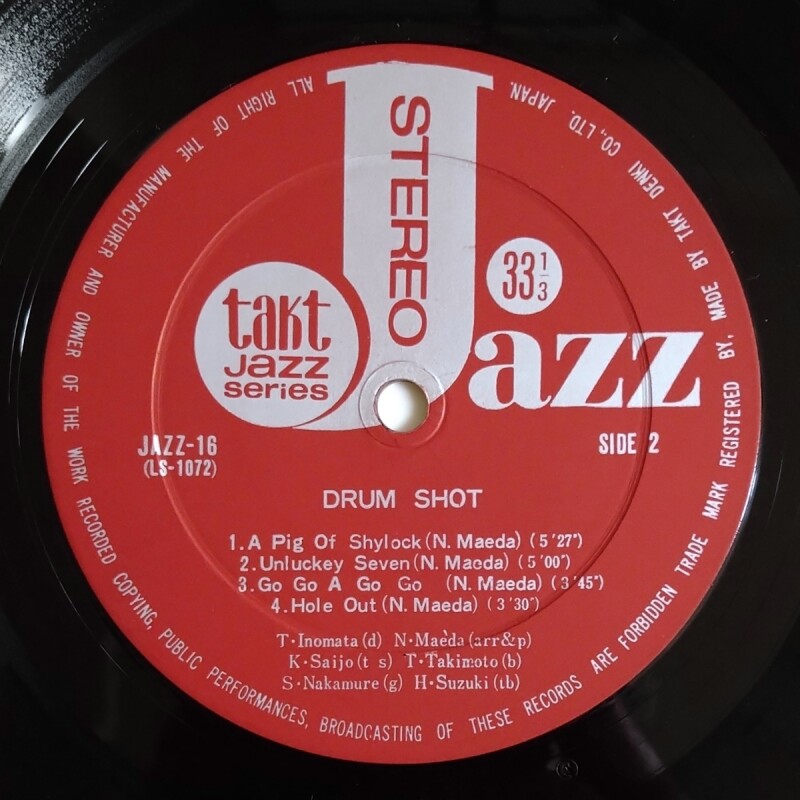 STEREO
J
azz
33 1/3
takt
JAZZ
series
JAZZ-16
(LS-1072)
SIDE 2
DRUM SHOT
1.A Pig Of Shylock(N. Maeda) (5'27")
2.Unluckey Seven(N. Maeda) (5'00")
3.Go Go A Go Go (N. Maeda) (3'45")
4.Hole Out(N. Maeda) (3'30")
T·Inomata(d) N·Maeda(arr&p)
K·Saijo(t s) T·Takimoto(b)
S·Nakamure(g) H·Suzuki(tb)
ALL RIGHT OF THE MANUFACTURER AND OWNER OF THE WORK RECORDED COPYING, PUBLIC PERFORMANCES, BROADCASTING OF THESE RECORDS ARE FORBIDDEN TRADE MARK REGISTERED BY, MADE BY TAKT DENKI CO.,LTD. JAPAN.
®